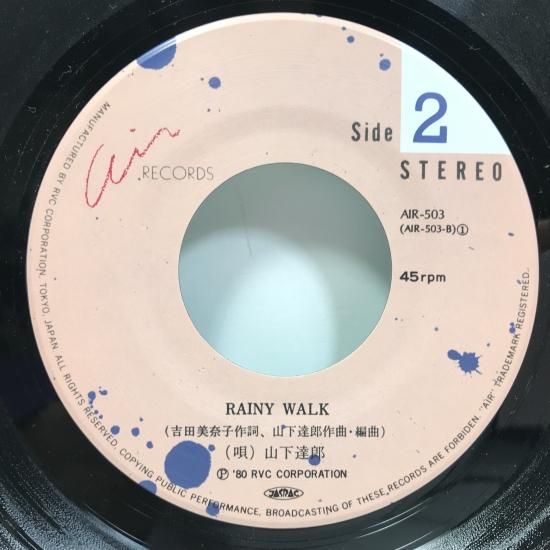 Air RECORDS
Side 2
STEREO
AIR-503
(AIR-503-B)①
45rpm
RAINY WALK
(吉田美奈子作詞、山下達郎作曲・編曲)
(唄) 山下達郎
Ⓟ '80 RVC CORPORATION
JASRAC
MANUFACTURED BY RVC CORPORATION, TOKYO, JAPAN. ALL RIGHTS RESERVED. COPYING PUBLIC PERFORMANCE, BROADCASTING OF THESE RECORDS ARE FORBIDDEN. "AIR" TRADEMARK REGISTERED.